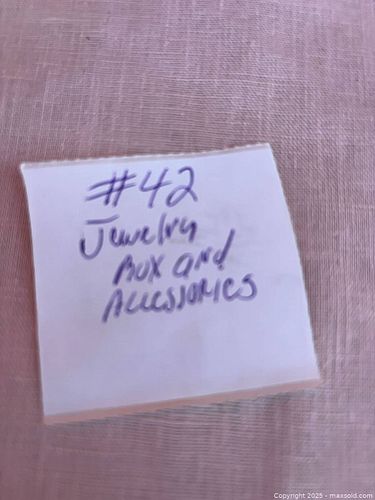 #42
Jewelry
Box and
Accessories
Copyright 2025 - maxsold.com